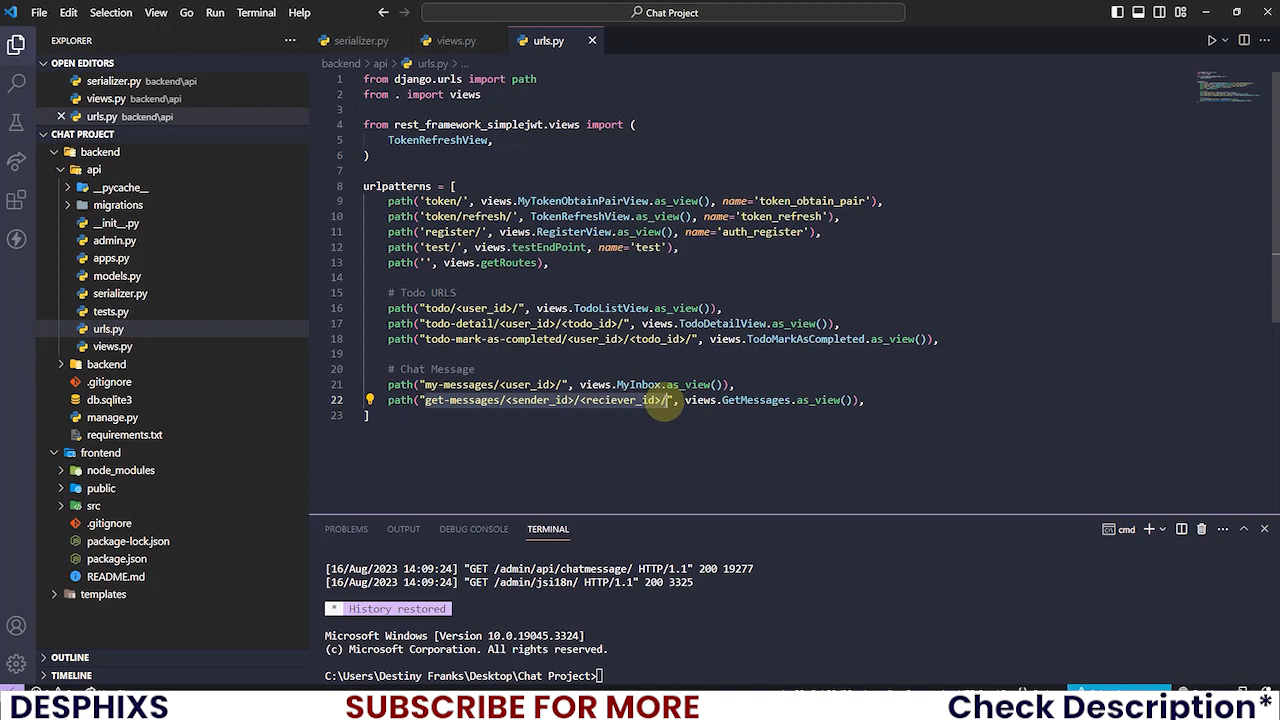 File Edit Selection View Go Run Terminal Help
Chat Project
EXPLORER
OPEN EDITORS
serializer.py backend\api
views.py backend\api
urls.py backend\api
CHAT PROJECT
backend
api
__pycache__
migrations
__init__.py
admin.py
apps.py
models.py
serializer.py
tests.py
urls.py
views.py
backend
.gitignore
db.sqlite3
manage.py
requirements.txt
frontend
node_modules
public
src
.gitignore
package-lock.json
package.json
README.md
templates
OUTLINE
TIMELINE
serializer.py views.py urls.py
backend > api > urls.py > ...
1 from django.urls import path
2 from . import views
3
4 from rest_framework_simplejwt.views import (
5 TokenRefreshView,
6 )
7
8 urlpatterns = [
9 path('token/', views.MyTokenObtainPairView.as_view(), name='token_obtain_pair'),
10 path('token/refresh/', TokenRefreshView.as_view(), name='token_refresh'),
11 path('register/', views.RegisterView.as_view(), name='auth_register'),
12 path('test/', views.testEndPoint, name='test'),
13 path('', views.getRoutes),
14
15 # Todo URLS
16 path("todo/<user_id>/", views.TodoListView.as_view()),
17 path("todo-detail/<user_id>/<todo_id>/", views.TodoDetailView.as_view()),
18 path("todo-mark-as-completed/<user_id>/<todo_id>/", views.TodoMarkAsCompleted.as_view()),
19
20 # Chat Message
21 path("my-messages/<user_id>/", views.MyInbox.as_view()),
22 path("get-messages/<sender_id>/<reciever_id>/", views.GetMessages.as_view()),
23 ]
PROBLEMS OUTPUT DEBUG CONSOLE TERMINAL
cmd
[16/Aug/2023 14:09:24] "GET /admin/api/chatmessage/ HTTP/1.1" 200 19277
[16/Aug/2023 14:09:24] "GET /admin/jsi18n/ HTTP/1.1" 200 3325
* History restored
Microsoft Windows [Version 10.0.19045.3324]
(c) Microsoft Corporation. All rights reserved.
C:\Users\Destiny Franks\Desktop\Chat Project>
DESPHIXS SUBSCRIBE FOR MORE Check Description*